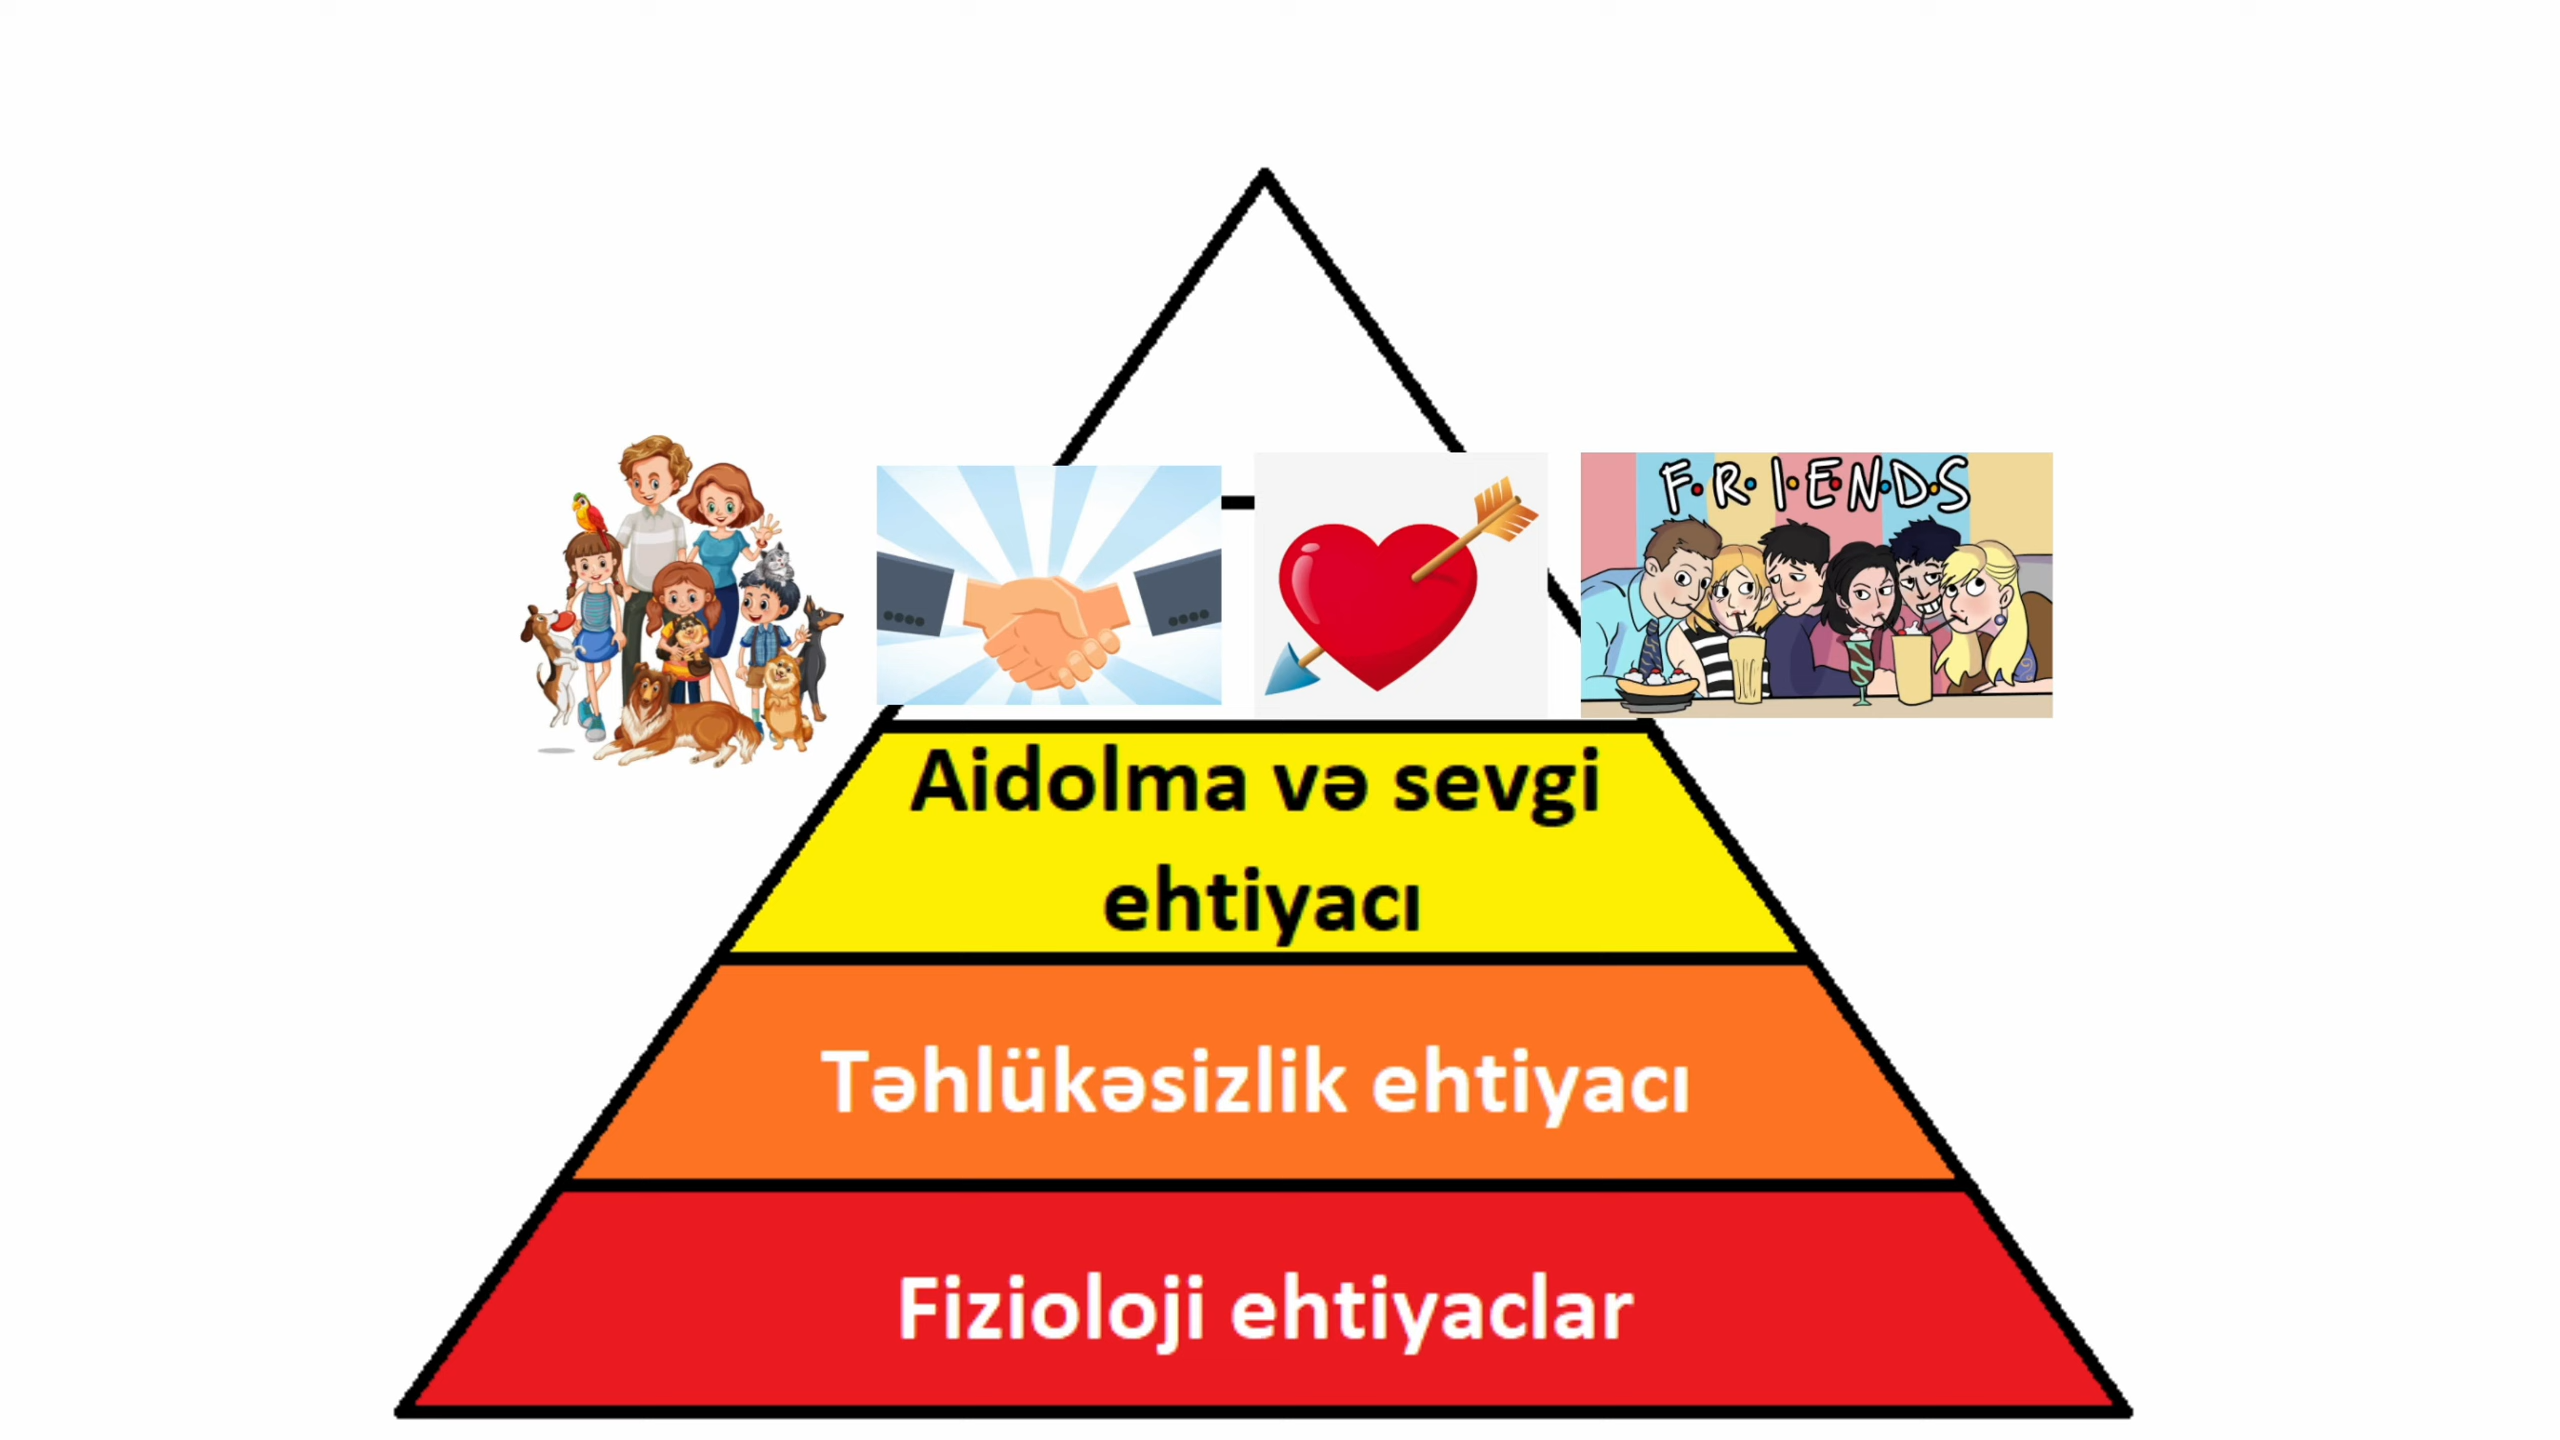 F.R.I.E.N.D.S
Aidolma və sevgi
ehtiyacı
Təhlükəsizlik ehtiyacı
Fizioloji ehtiyaclar